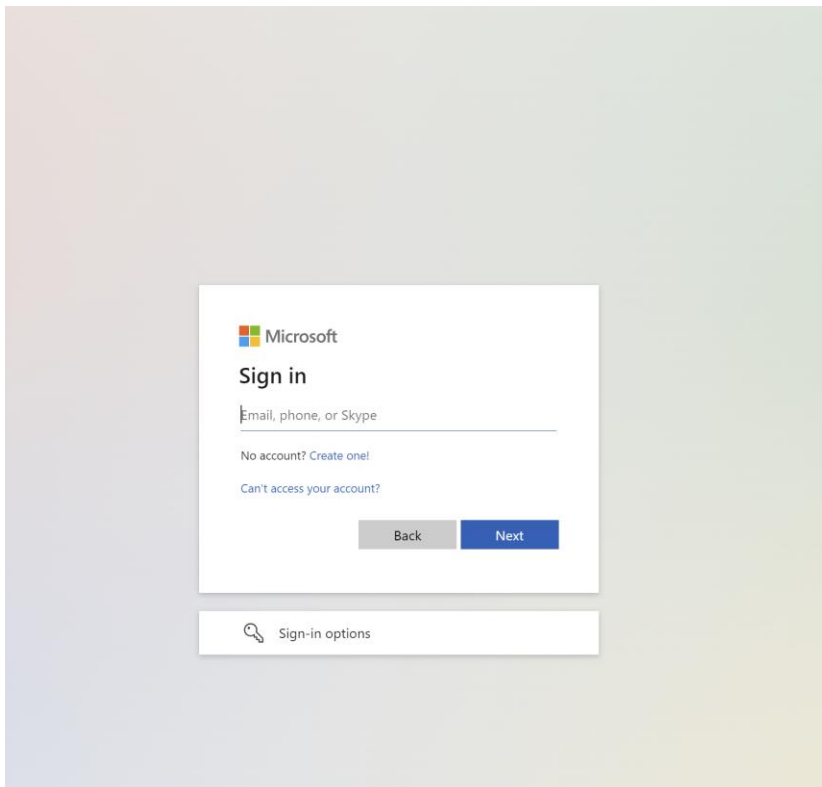 Microsoft
Sign in
Email, phone, or Skype
No account? Create one!
Can't access your account?
Back Next
Sign-in options